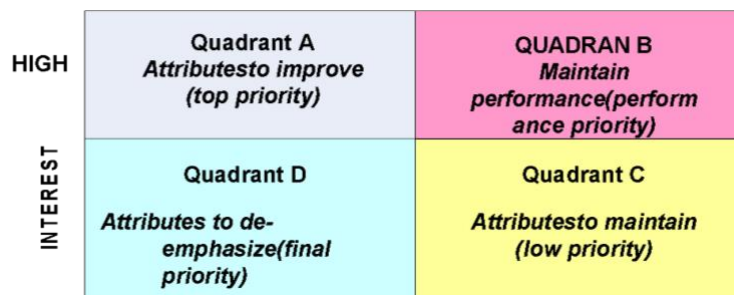 HIGH
Quadrant A
Attributesto improve
(top priority)
QUADRAN B
Maintain
performance(perform
ance priority)
INTEREST
Quadrant D
Attributes to de-
emphasize(final
priority)
Quadrant C
Attributesto maintain
(low priority)